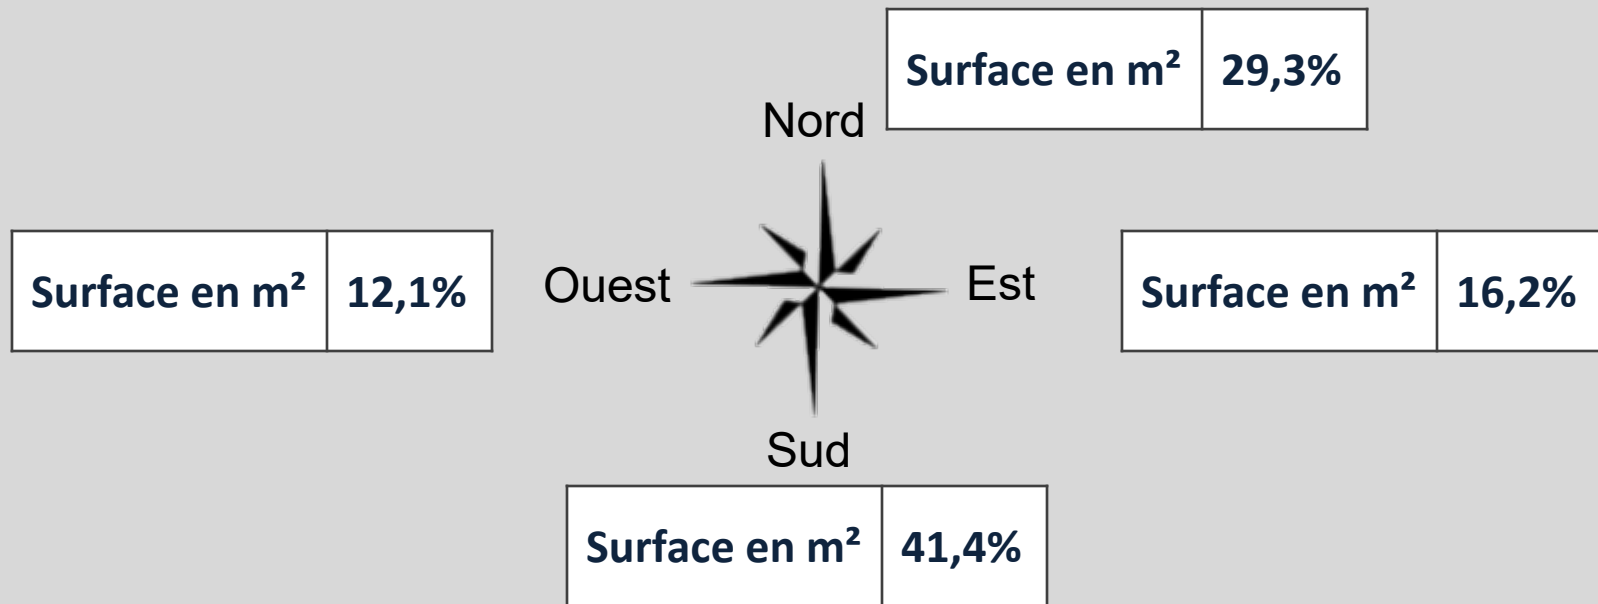 Surface en m² 29,3%
Nord
Surface en m² 12,1%
Ouest
Est
Surface en m² 16,2%
Sud
Surface en m² 41,4%